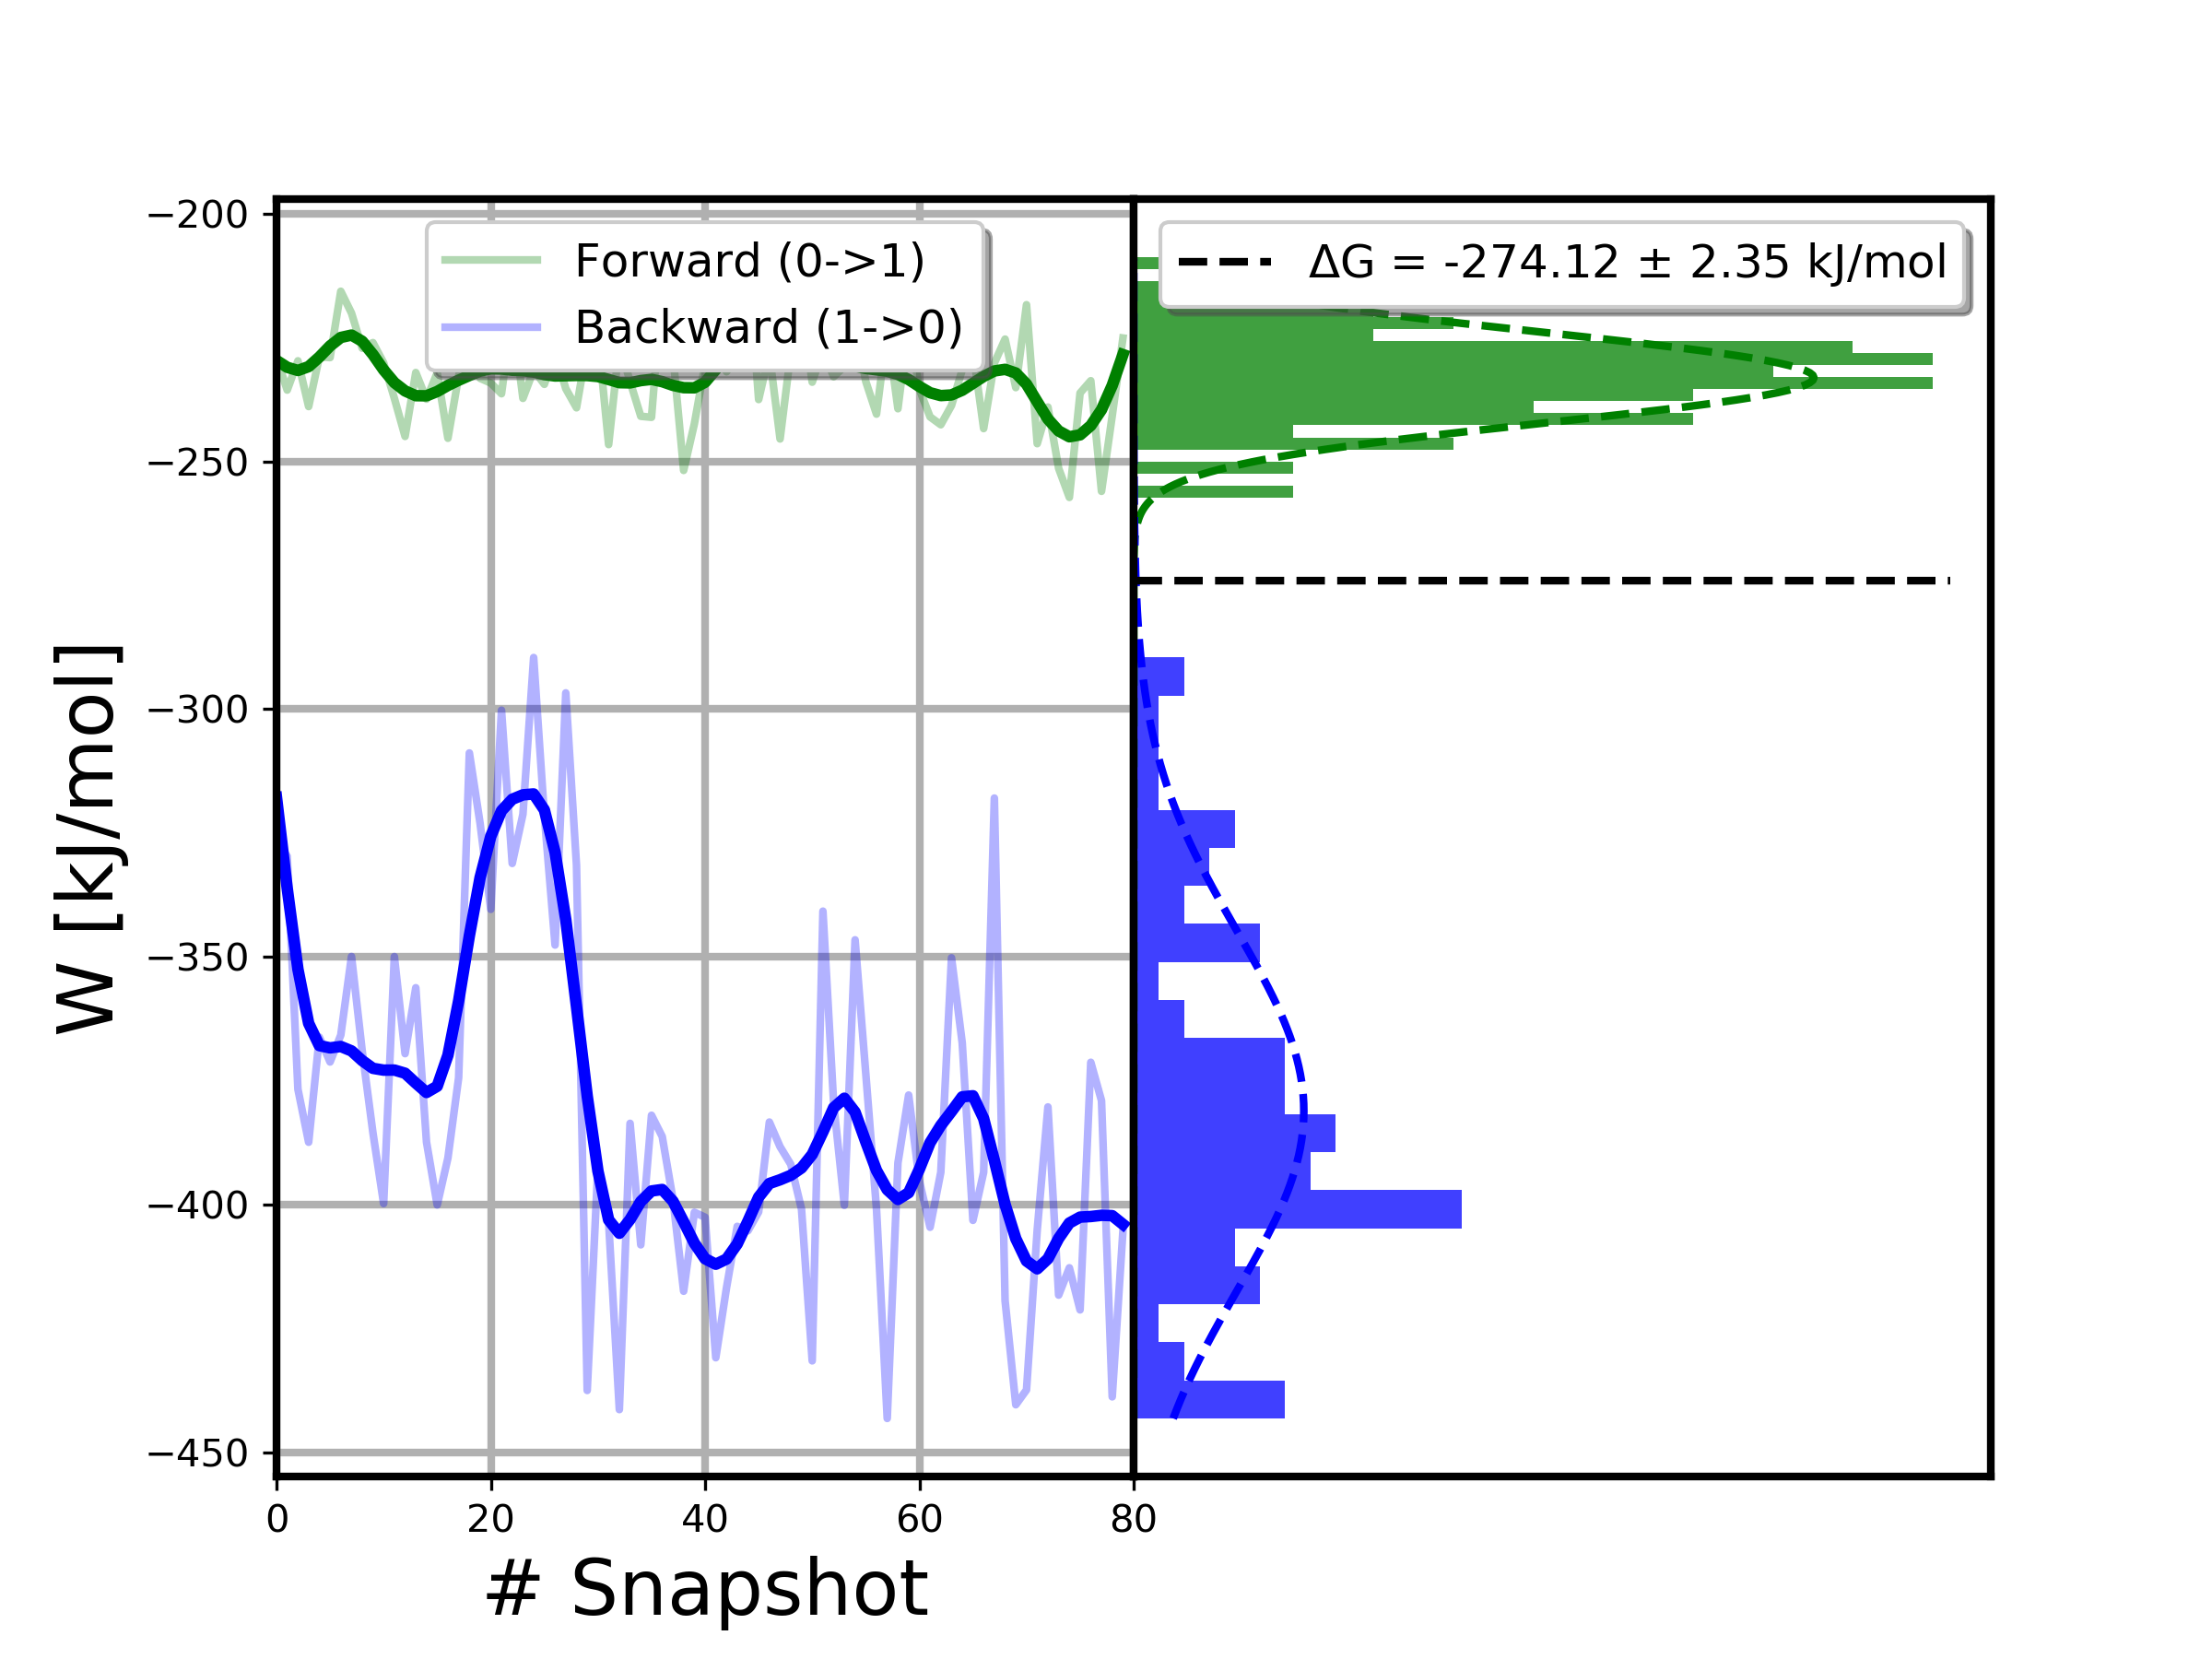 Forward (0->1)
Backward (1->0)
ΔG = -274.12 ± 2.35 kJ/mol
W [kJ/mol]
−200
−250
−300
−350
−400
−450
0 20 40 60 80
# Snapshot